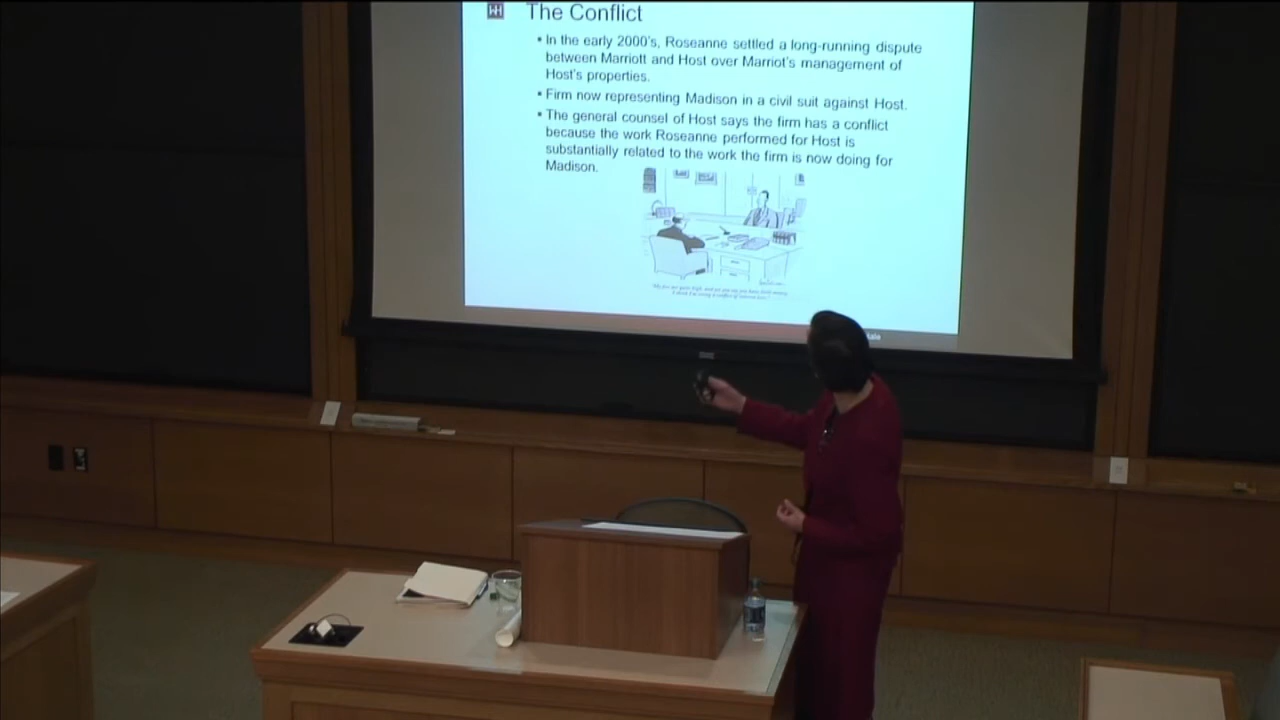 WH
The Conflict
• In the early 2000's, Roseanne settled a long-running dispute
between Marriott and Host over Marriot's management of
Host's properties.
• Firm now representing Madison in a civil suit against Host.
• The general counsel of Host says the firm has a conflict
because the work Roseanne performed for Host is
substantially related to the work the firm is now doing for
Madison.